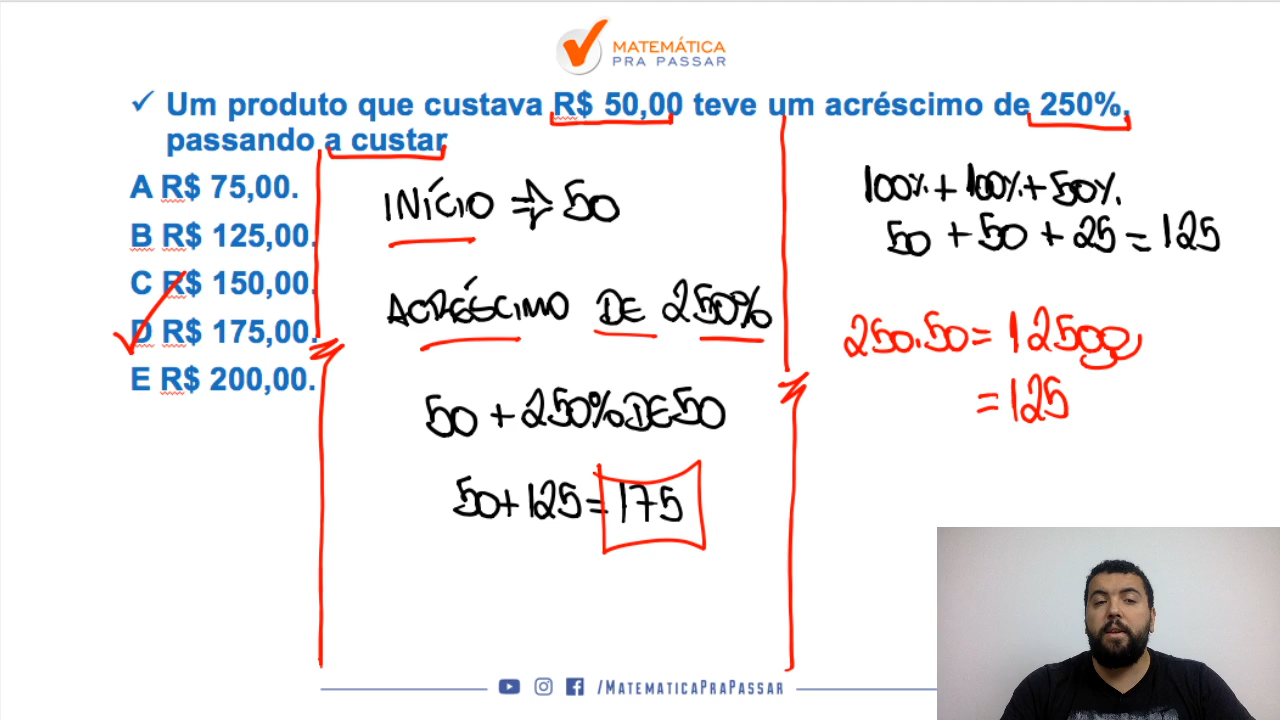 MATEMÁTICA
PRA PASSAR
✓ Um produto que custava R$ 50,00 teve um acréscimo de 250%,
passando a custar
A R$ 75,00.
B R$ 125,00.
C R$ 150,00.
D R$ 175,00.
E R$ 200,00.
INÍCIO ⇒ 50
ACRÉSCIMO DE 250%
50 + 250% DE 50
50 + 125 = 175
100% + 100% + 50%
50 + 50 + 25 = 125
250.50 = 12500
= 125
/MATEMATICAPRAPASSAR